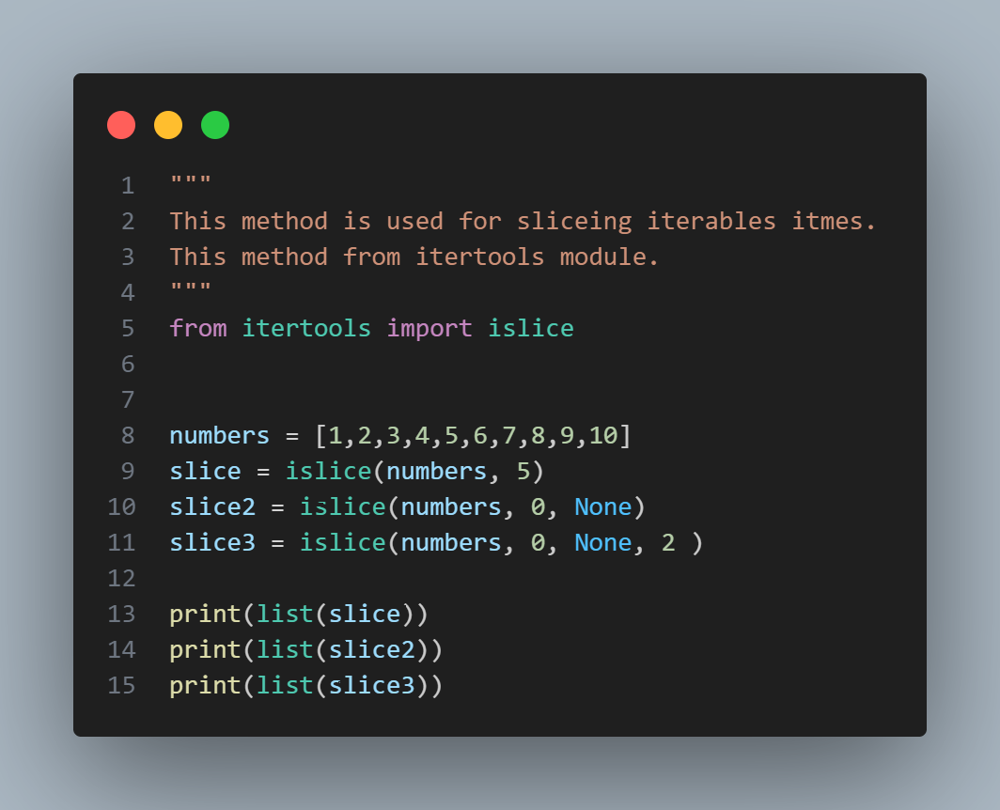 1 """
2 This method is used for sliceing iterables itmes.
3 This method from itertools module.
4 """
5 from itertools import islice
6
7
8 numbers = [1,2,3,4,5,6,7,8,9,10]
9 slice = islice(numbers, 5)
10 slice2 = islice(numbers, 0, None)
11 slice3 = islice(numbers, 0, None, 2 )
12
13 print(list(slice))
14 print(list(slice2))
15 print(list(slice3))